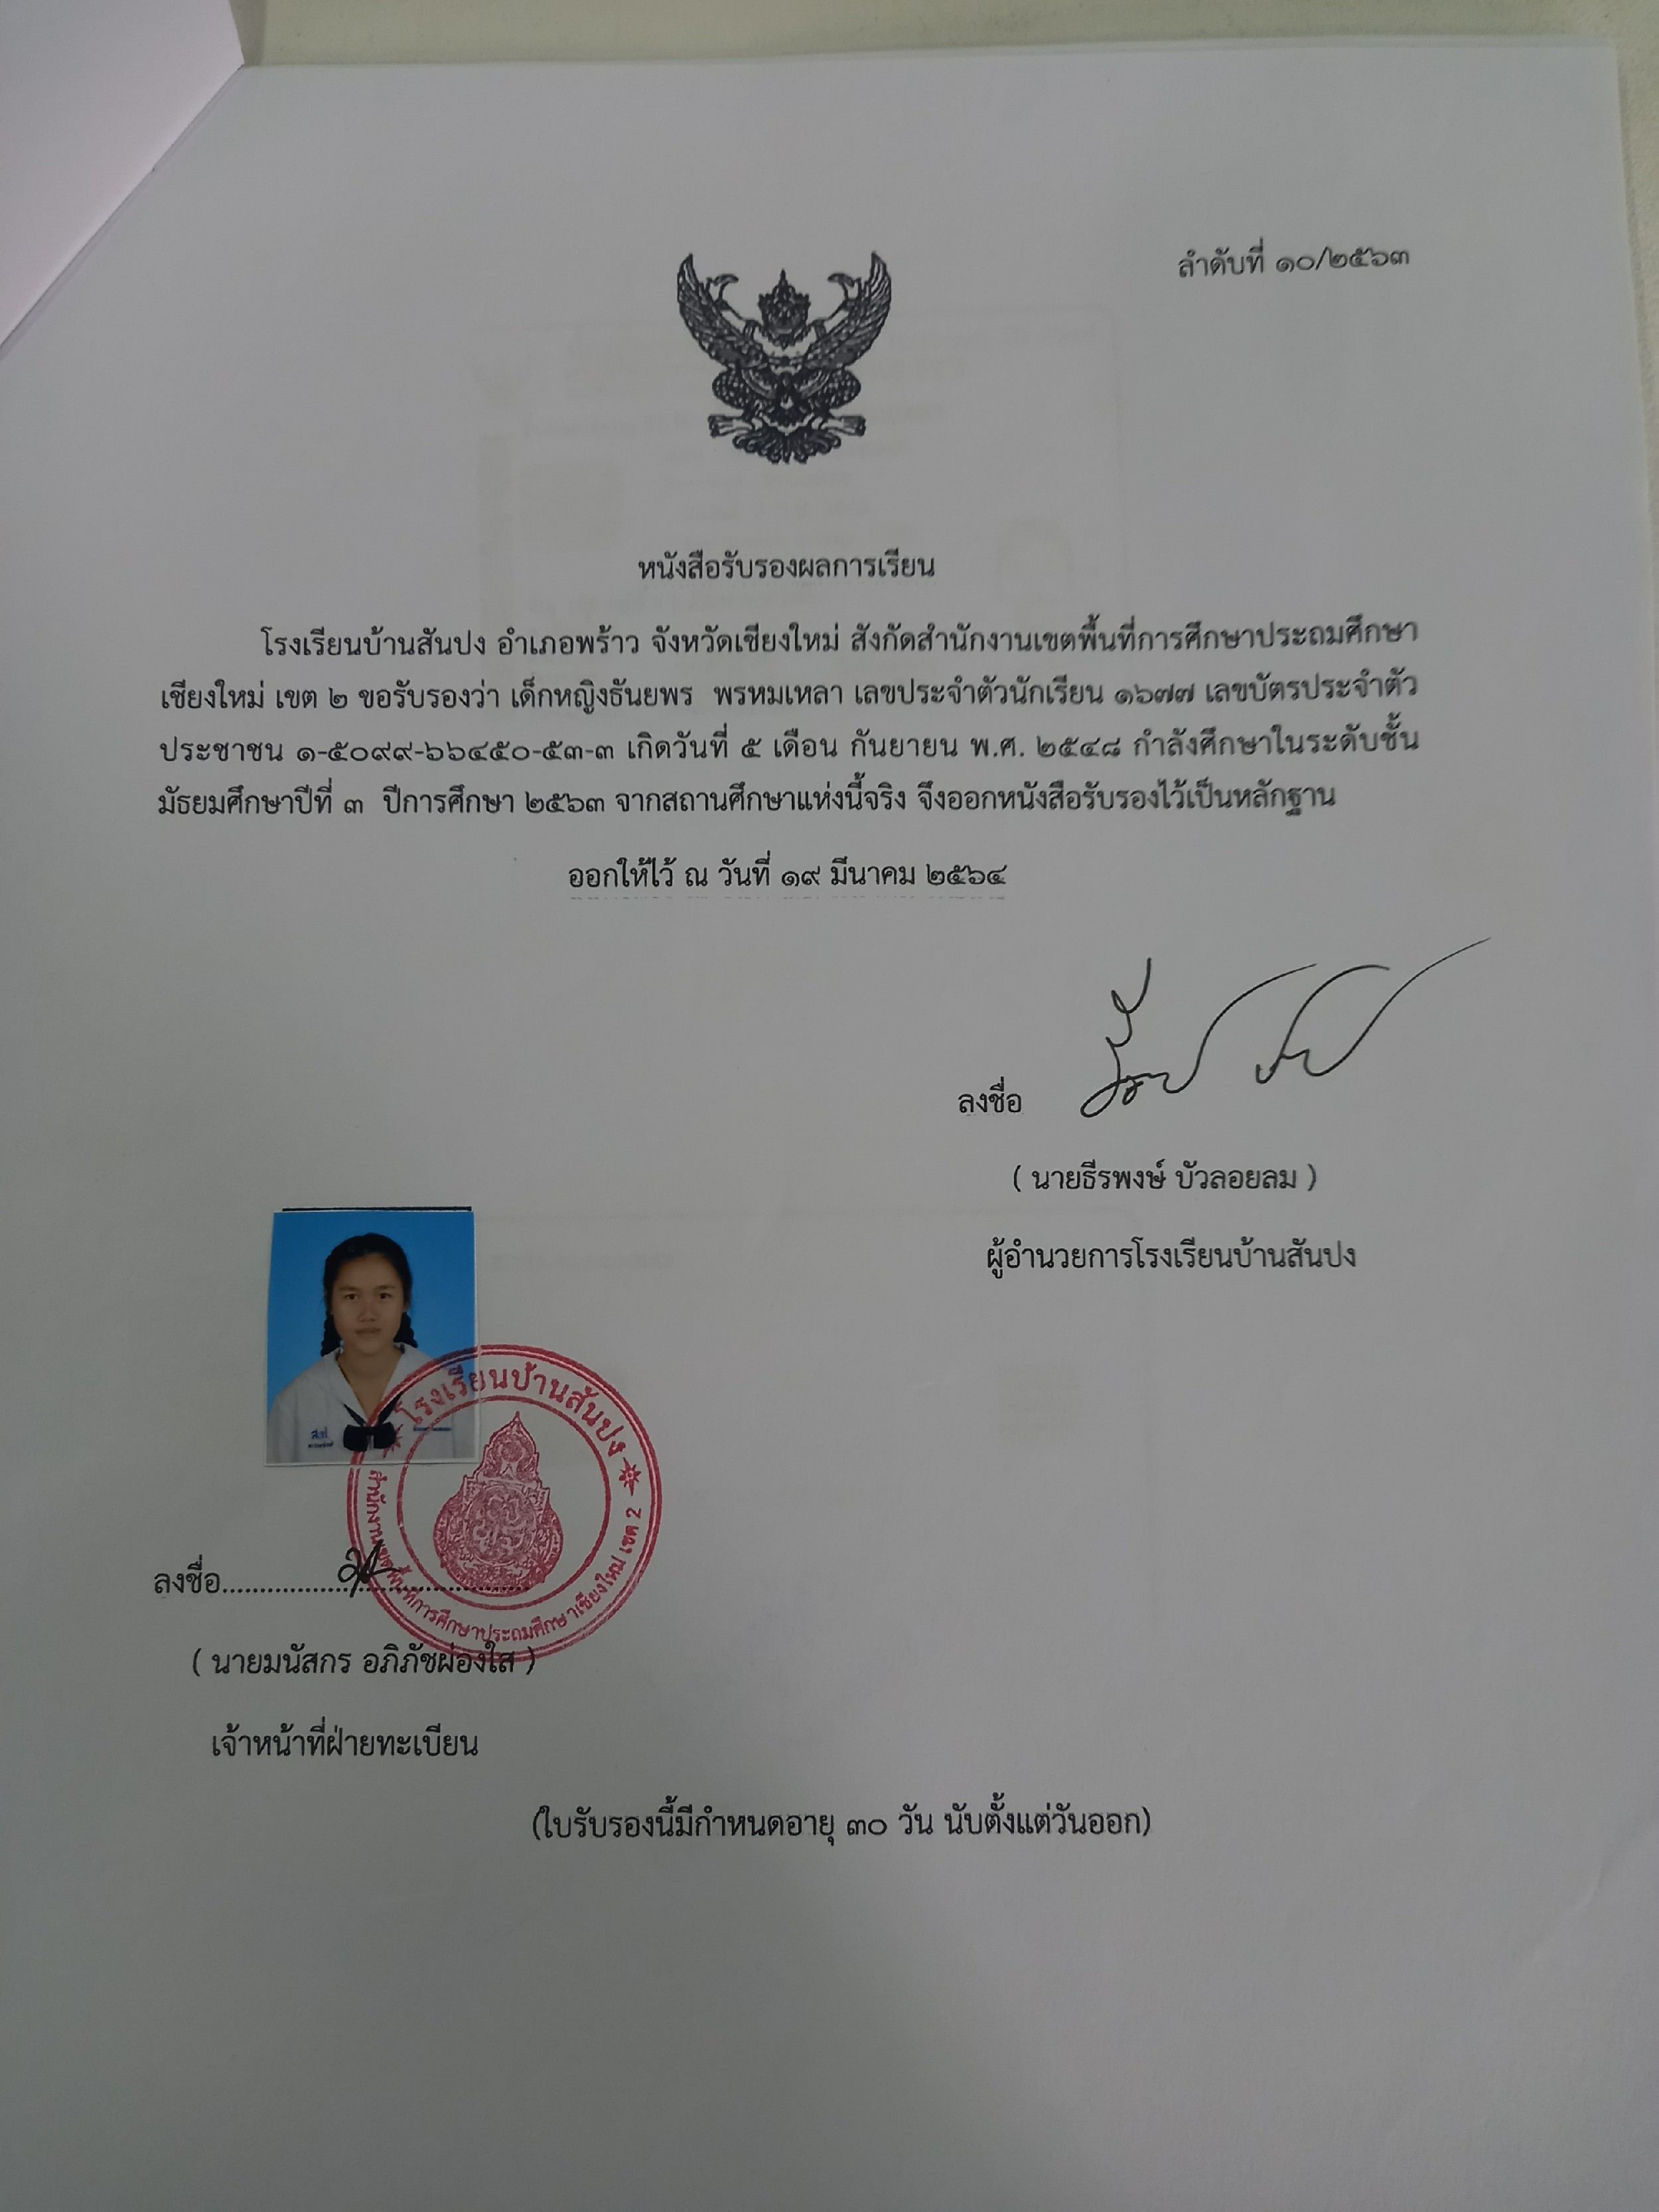 ลำดับที่ ๑๐/๒๕๖๓
หนังสือรับรองผลการเรียน
โรงเรียนบ้านสันปง อำเภอพร้าว จังหวัดเชียงใหม่ สังกัดสำนักงานเขตพื้นที่การศึกษาประถมศึกษา
เชียงใหม่ เขต ๒ ขอรับรองว่า เด็กหญิงธันยพร พรหมเหลา เลขประจำตัวนักเรียน ๑๖๗๗ เลขบัตรประจำตัว
ประชาชน ๑-๕๐๙๙-๖๖๔๕๐-๕๓-๓ เกิดวันที่ ๕ เดือน กันยายน พ.ศ. ๒๕๔๘ กำลังศึกษาในระดับชั้น
มัธยมศึกษาปีที่ ๓ ปีการศึกษา ๒๕๖๓ จากสถานศึกษาแห่งนี้จริง จึงออกหนังสือรับรองไว้เป็นหลักฐาน
ออกให้ไว้ ณ วันที่ ๑๙ มีนาคม ๒๕๖๔
ลงชื่อ
( นายธีรพงษ์ บัวลอยลม )
ผู้อำนวยการโรงเรียนบ้านสันปง
โรงเรียนบ้านสันปง
สำนักงานเขตพื้นที่การศึกษาประถมศึกษาเชียงใหม่ เขต 2
ส.ป
ลงชื่อ........................................
( นายมนัสกร อภิภัชผ่องใส )
เจ้าหน้าที่ฝ่ายทะเบียน
(ใบรับรองนี้มีกำหนดอายุ ๓๐ วัน นับตั้งแต่วันออก)